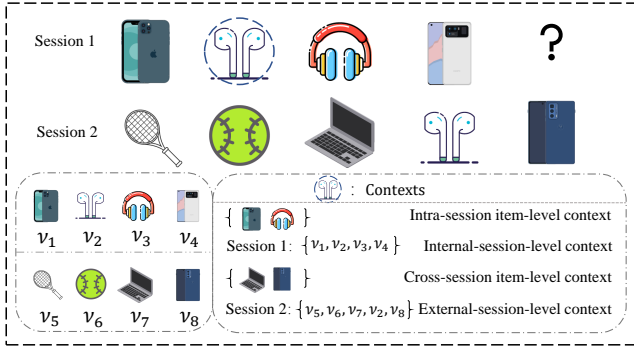 Session 1
?
Session 2
: Contexts
v₁ v₂ v₃ v₄
{ } Intra-session item-level context
Session 1: {v₁, v₂, v₃, v₄} Internal-session-level context
v₅ v₆ v₇ v₈
{ } Cross-session item-level context
Session 2: {v₅, v₆, v₇, v₂, v₈} External-session-level context